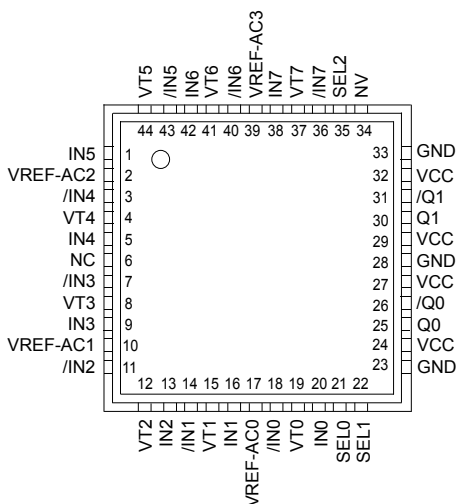 VT5 /IN5 IN6 VT6 /IN6 VREF-AC3 IN7 VT7 /IN7 SEL2 NV
44 43 42 41 40 39 38 37 36 35 34
IN5 1
VREF-AC2 2
/IN4 3
VT4 4
IN4 5
NC 6
/IN3 7
VT3 8
IN3 9
VREF-AC1 10
/IN2 11
33 GND
32 VCC
31 /Q1
30 Q1
29 VCC
28 GND
27 VCC
26 /Q0
25 Q0
24 VCC
23 GND
12 13 14 15 16 17 18 19 20 21 22
VT2 IN2 /IN1 VT1 IN1 VREF-AC0 /IN0 VT0 IN0 SEL0 SEL1